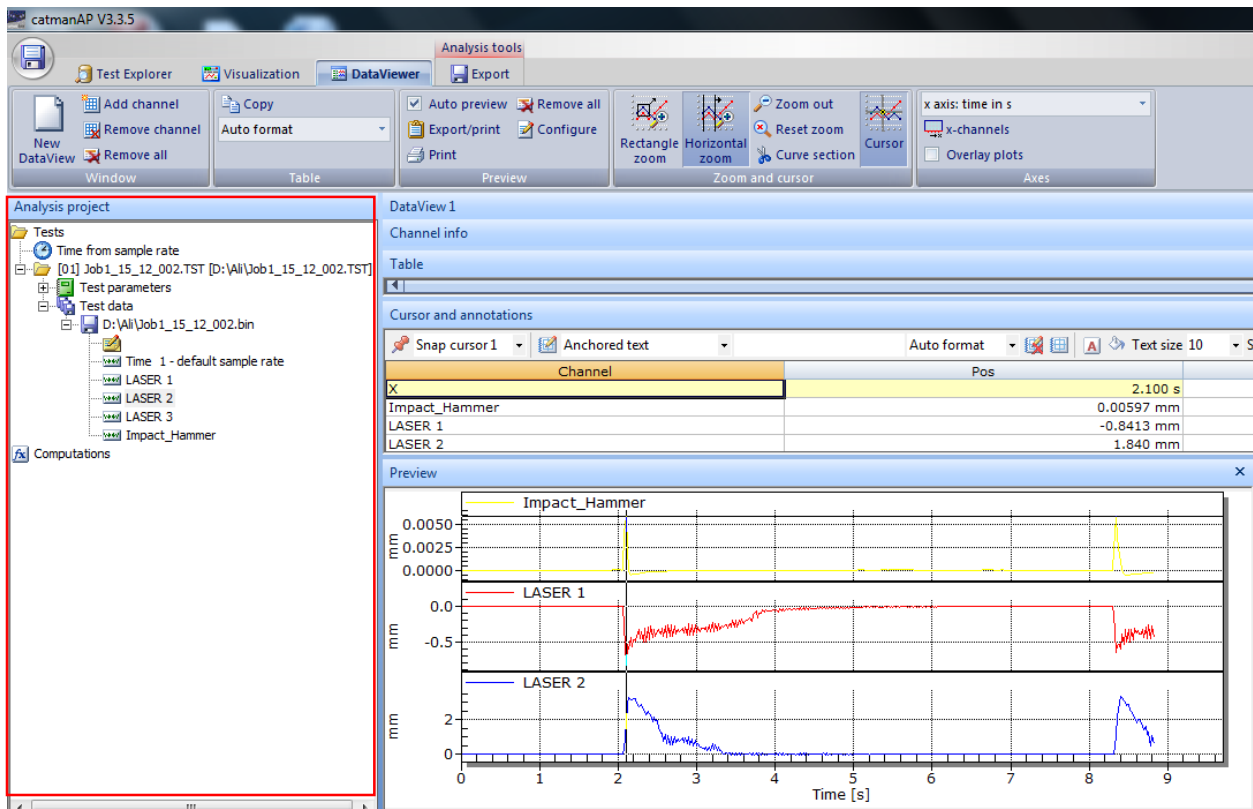 catmanAP V3.3.5
Analysis tools
Test Explorer Visualization DataViewer Export
New DataView
Add channel
Remove channel
Remove all
Window
Copy
Auto format
Table
Auto preview Remove all
Export/print Configure
Print
Preview
Rectangle zoom
Horizontal zoom
Zoom out
Reset zoom
Curve section
Cursor
Zoom and cursor
x axis: time in s
x-channels
Overlay plots
Axes
Analysis project
Tests
Time from sample rate
[01] Job1_15_12_002.TST [D:\Ali\Job1_15_12_002.TST]
Test parameters
Test data
D:\Ali\Job1_15_12_002.bin
Time 1 - default sample rate
LASER 1
LASER 2
LASER 3
Impact_Hammer
fx Computations
DataView 1
Channel info
Table
Cursor and annotations
Snap cursor 1 Anchored text Auto format A Text size 10 S
Channel Pos
X 2.100 s
Impact_Hammer 0.00597 mm
LASER 1 -0.8413 mm
LASER 2 1.840 mm
Preview
Impact_Hammer
0.0050
0.0025
0.0000
mm
LASER 1
0.0
-0.5
mm
LASER 2
2
0
mm
0 1 2 3 4 5 6 7 8 9
Time [s]